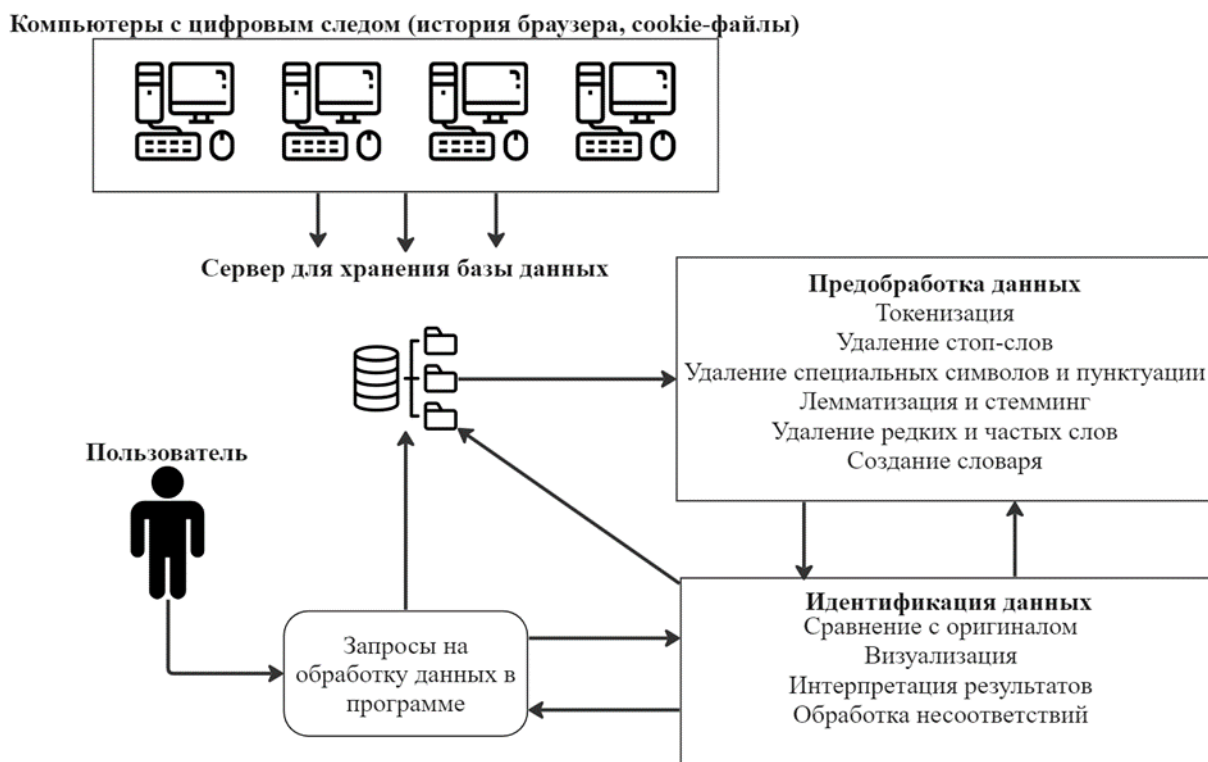 Компьютеры с цифровым следом (история браузера, cookie-файлы)
Сервер для хранения базы данных
Предобработка данных
Токенизация
Удаление стоп-слов
Удаление специальных символов и пунктуации
Лемматизация и стемминг
Удаление редких и частых слов
Создание словаря
Пользователь
Запросы на
обработку данных в
программе
Идентификация данных
Сравнение с оригиналом
Визуализация
Интерпретация результатов
Обработка несоответствий